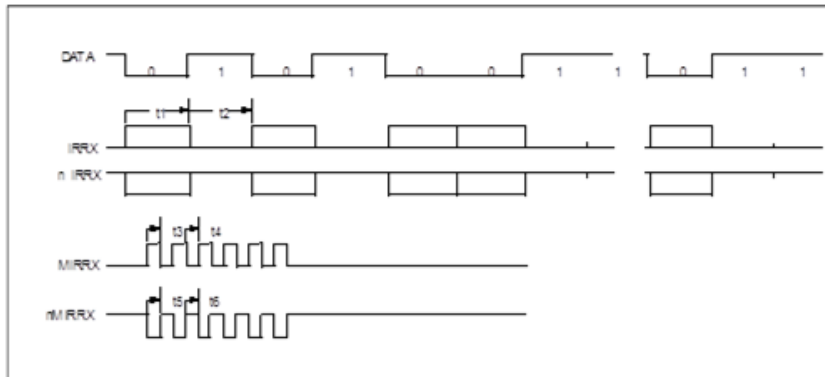 DATA
0 1 0 1 0 0 1 1 0 1 1
t1 t2
IRRX
n IRRX
t3 t4
MIRRX
t5 t6
nMIRRX